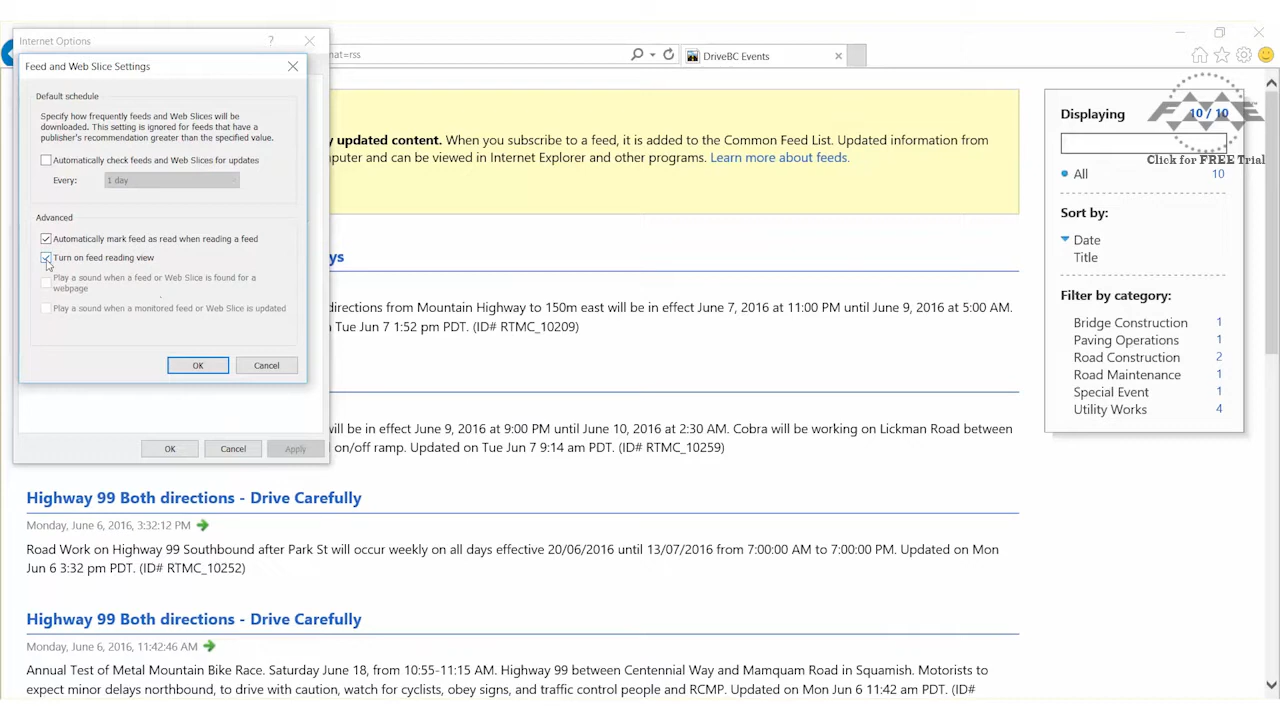 Internet Options
?
Feed and Web Slice Settings
Default schedule
Specify how frequently feeds and Web Slices will be
downloaded. This setting is ignored for feeds that have a
publisher's recommendation greater than the specified value.
Automatically check feeds and Web Slices for updates
Every: 1 day
Advanced
Automatically mark feed as read when reading a feed
Turn on feed reading view
Play a sound when a feed or Web Slice is found for a
webpage
Play a sound when a monitored feed or Web Slice is updated
OK Cancel
OK Cancel Apply
nat=rss
DriveBC Events
y updated content. When you subscribe to a feed, it is added to the Common Feed List. Updated information from
puter and can be viewed in Internet Explorer and other programs. Learn more about feeds.
ys
directions from Mountain Highway to 150m east will be in effect June 7, 2016 at 11:00 PM until June 9, 2016 at 5:00 AM.
n Tue Jun 7 1:52 pm PDT. (ID# RTMC_10209)
will be in effect June 9, 2016 at 9:00 PM until June 10, 2016 at 2:30 AM. Cobra will be working on Lickman Road between
on/off ramp. Updated on Tue Jun 7 9:14 am PDT. (ID# RTMC_10259)
Highway 99 Both directions - Drive Carefully
Monday, June 6, 2016, 3:32:12 PM
Road Work on Highway 99 Southbound after Park St will occur weekly on all days effective 20/06/2016 until 13/07/2016 from 7:00:00 AM to 7:00:00 PM. Updated on Mon
Jun 6 3:32 pm PDT. (ID# RTMC_10252)
Highway 99 Both directions - Drive Carefully
Monday, June 6, 2016, 11:42:46 AM
Annual Test of Metal Mountain Bike Race. Saturday June 18, from 10:55-11:15 AM. Highway 99 between Centennial Way and Mamquam Road in Squamish. Motorists to
expect minor delays northbound, to drive with caution, watch for cyclists, obey signs, and traffic control people and RCMP. Updated on Mon Jun 6 11:42 am PDT. (ID#
Displaying 10 / 10
FME
Click for FREE Trial
All 10
Sort by:
Date
Title
Filter by category:
Bridge Construction 1
Paving Operations 1
Road Construction 2
Road Maintenance 1
Special Event 1
Utility Works 4